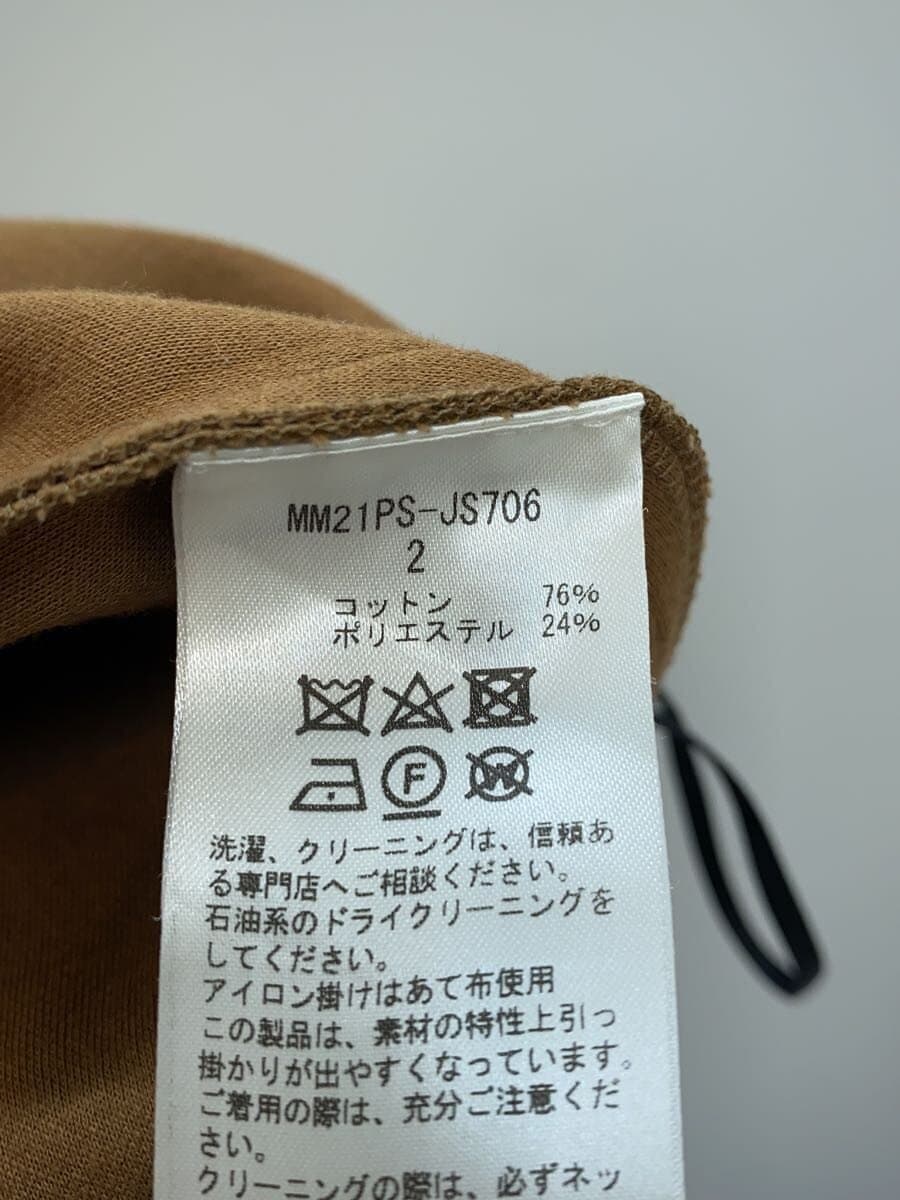 MM21PS-JS706
2
コットン 76%
ポリエステル 24%
F
W
洗濯、クリーニングは、信頼あ
る専門店へご相談ください。
石油系のドライクリーニングを
してください。
アイロン掛けはあて布使用
この製品は、素材の特性上引っ
掛かりが出やすくなっています。
ご着用の際は、充分ご注意くだ
さい。
クリーニングの際は、必ずネッ